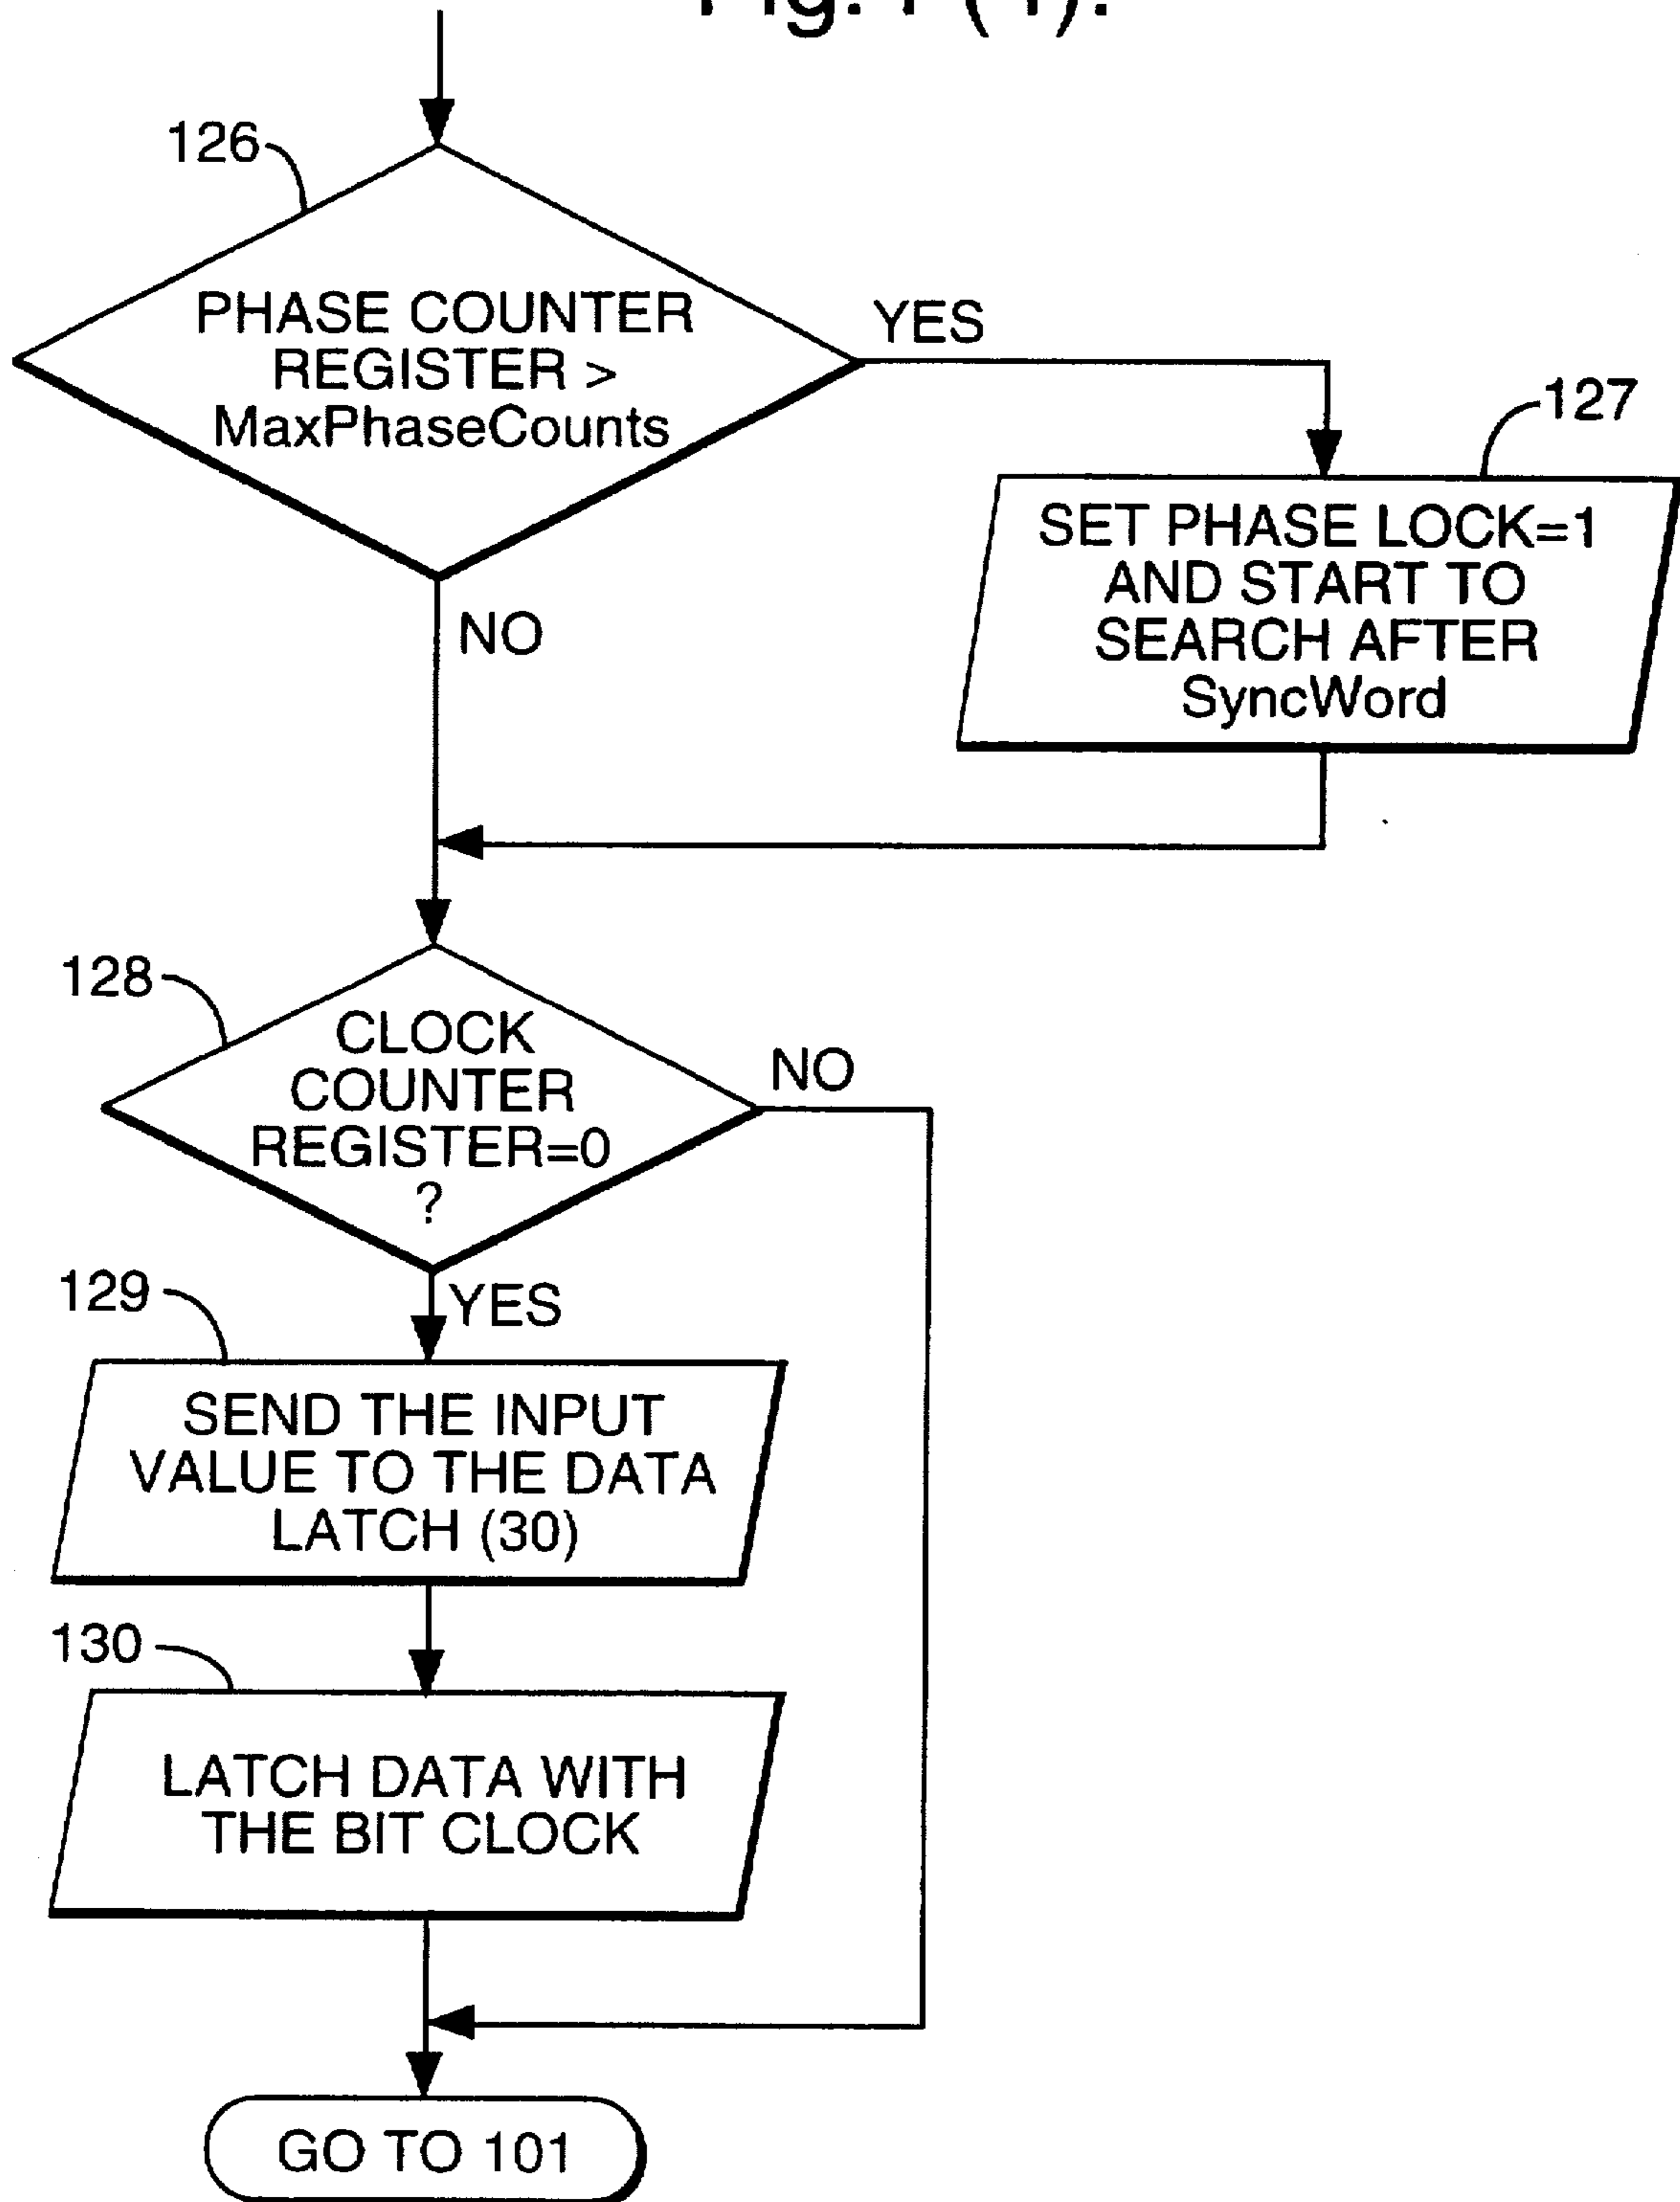 126
PHASE COUNTER
REGISTER >
MaxPhaseCounts
YES
127
SET PHASE LOCK=1
AND START TO
SEARCH AFTER
SyncWord
NO
128
CLOCK
COUNTER
REGISTER=0
?
NO
YES
129
SEND THE INPUT
VALUE TO THE DATA
LATCH (30)
130
LATCH DATA WITH
THE BIT CLOCK
GO TO 101